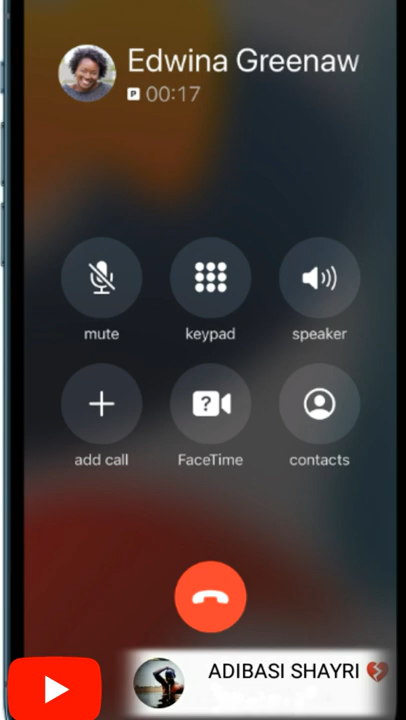 Edwina Greenaw
P 00:17
mute keypad speaker
add call FaceTime contacts
ADIBASI SHAYRI 💔